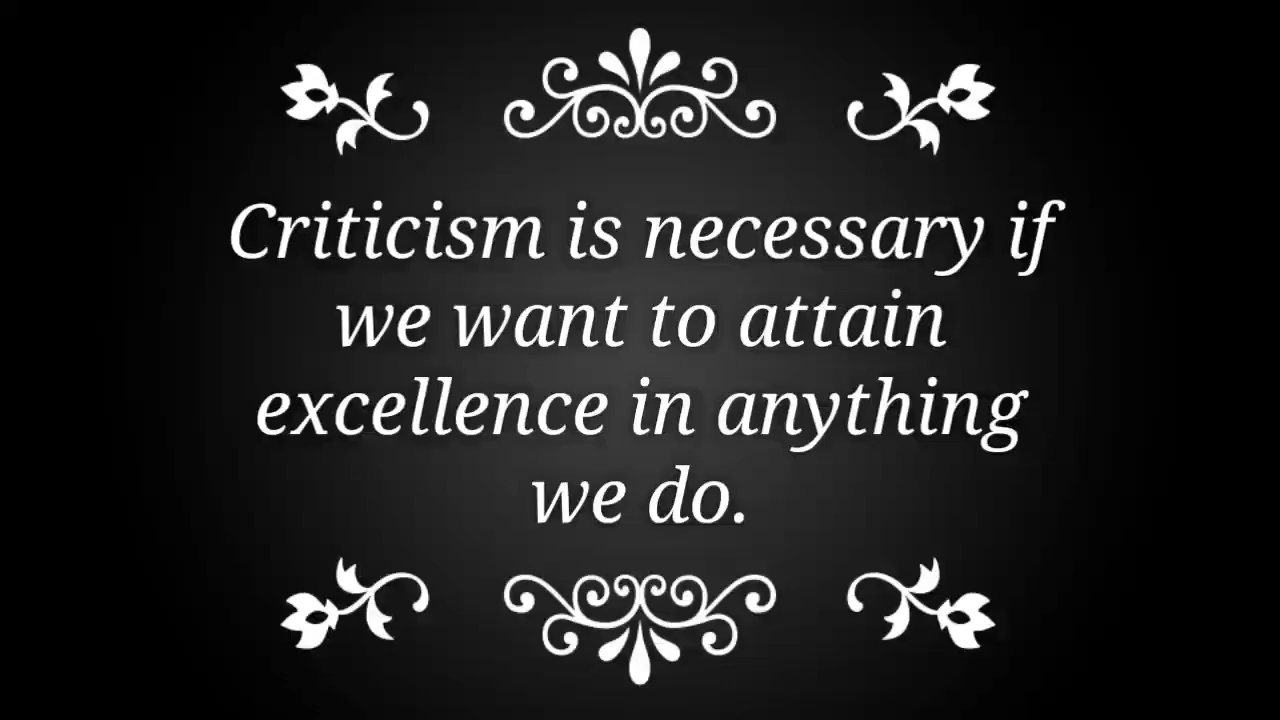 Criticism is necessary if
we want to attain
excellence in anything
we do.